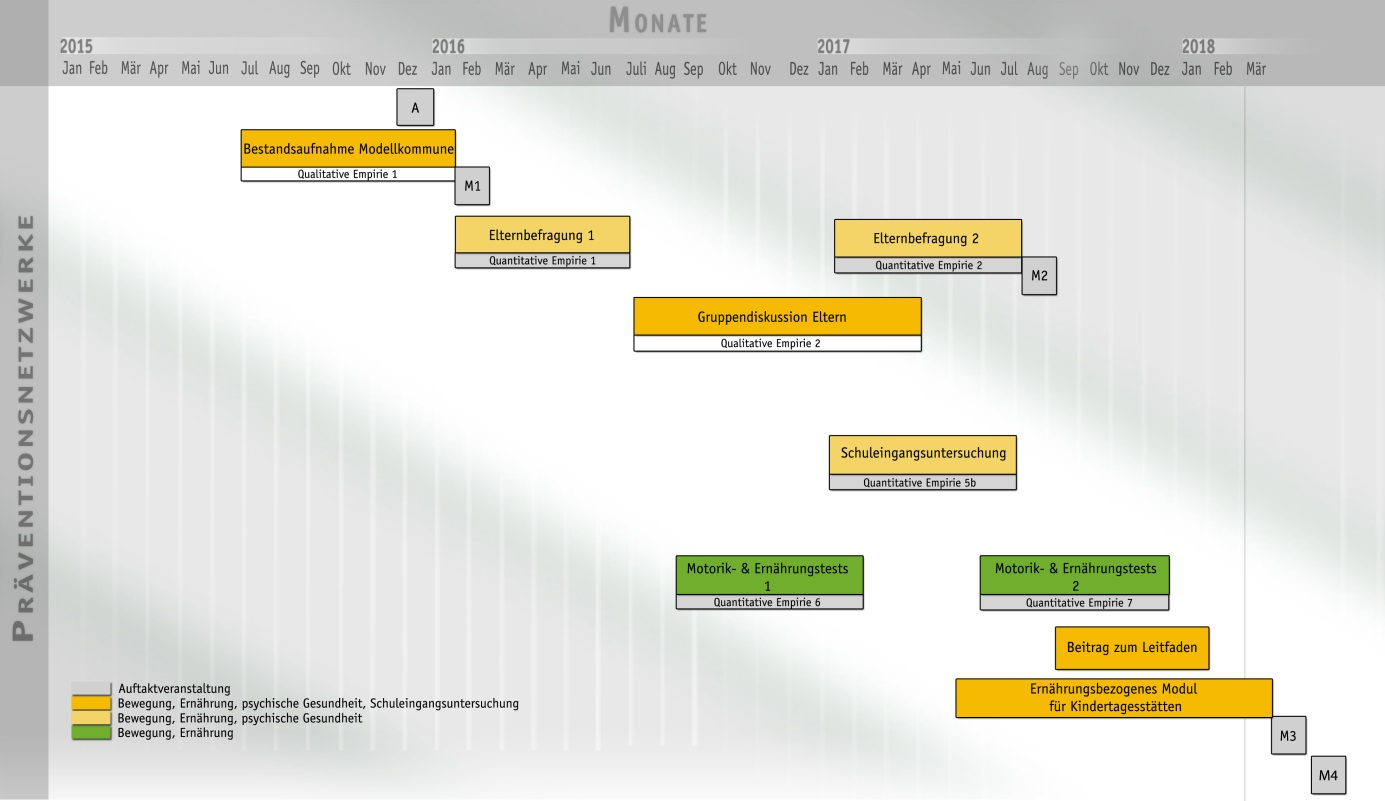 MONATE
2015 2016 2017 2018
Jan Feb Mär Apr Mai Jun Jul Aug Sep Okt Nov Dez Jan Feb Mär Apr Mai Jun Juli Aug Sep Okt Nov Dez Jan Feb Mär Apr Mai Jun Jul Aug Sep Okt Nov Dez Jan Feb Mär
PRÄVENTIONSNETZWERKE
A
Bestandsaufnahme Modellkommune
Qualitative Empirie 1
M1
Elternbefragung 1
Quantitative Empirie 1
Elternbefragung 2
Quantitative Empirie 2
M2
Gruppendiskussion Eltern
Qualitative Empirie 2
Schuleingangsuntersuchung
Quantitative Empirie 5b
Motorik- & Ernährungstests
1
Quantitative Empirie 6
Motorik- & Ernährungstests
2
Quantitative Empirie 7
Beitrag zum Leitfaden
Ernährungsbezogenes Modul
für Kindertagesstätten
M3
M4
Auftaktveranstaltung
Bewegung, Ernährung, psychische Gesundheit, Schuleingangsuntersuchung
Bewegung, Ernährung, psychische Gesundheit
Bewegung, Ernährung